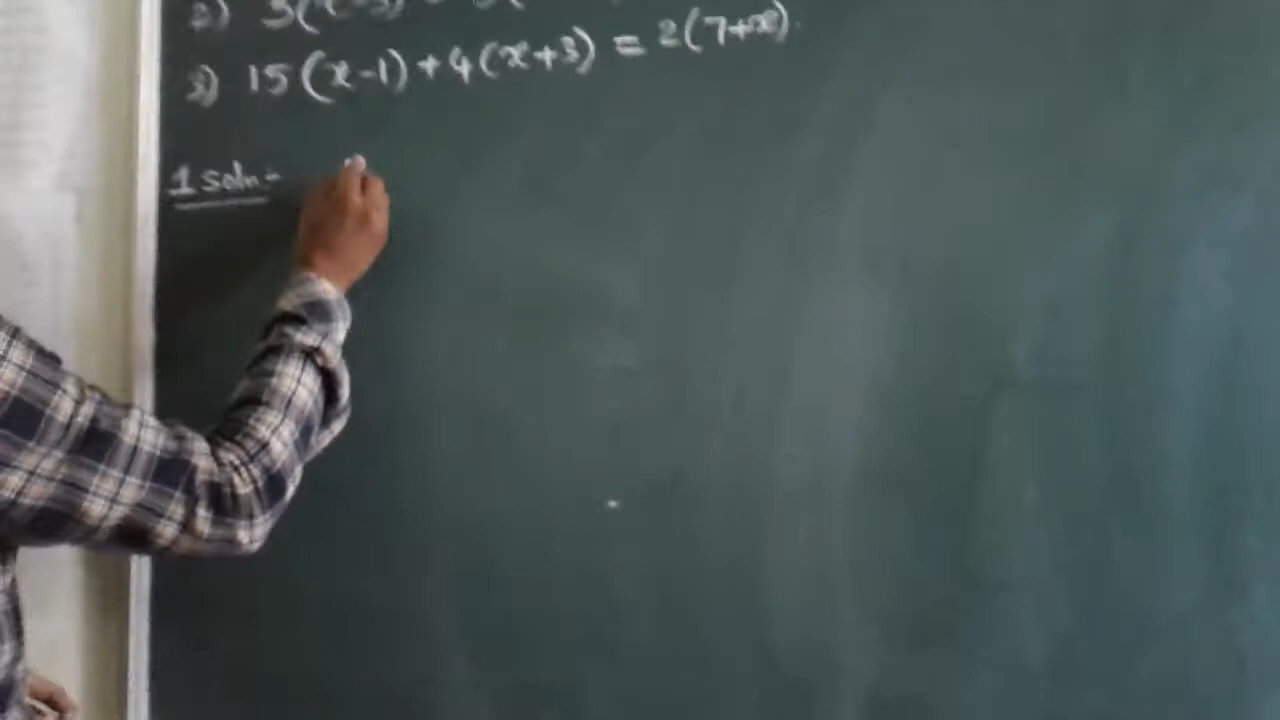 3) 15(x-1)+4(x+3) = 2(7+x).
1 soln:-